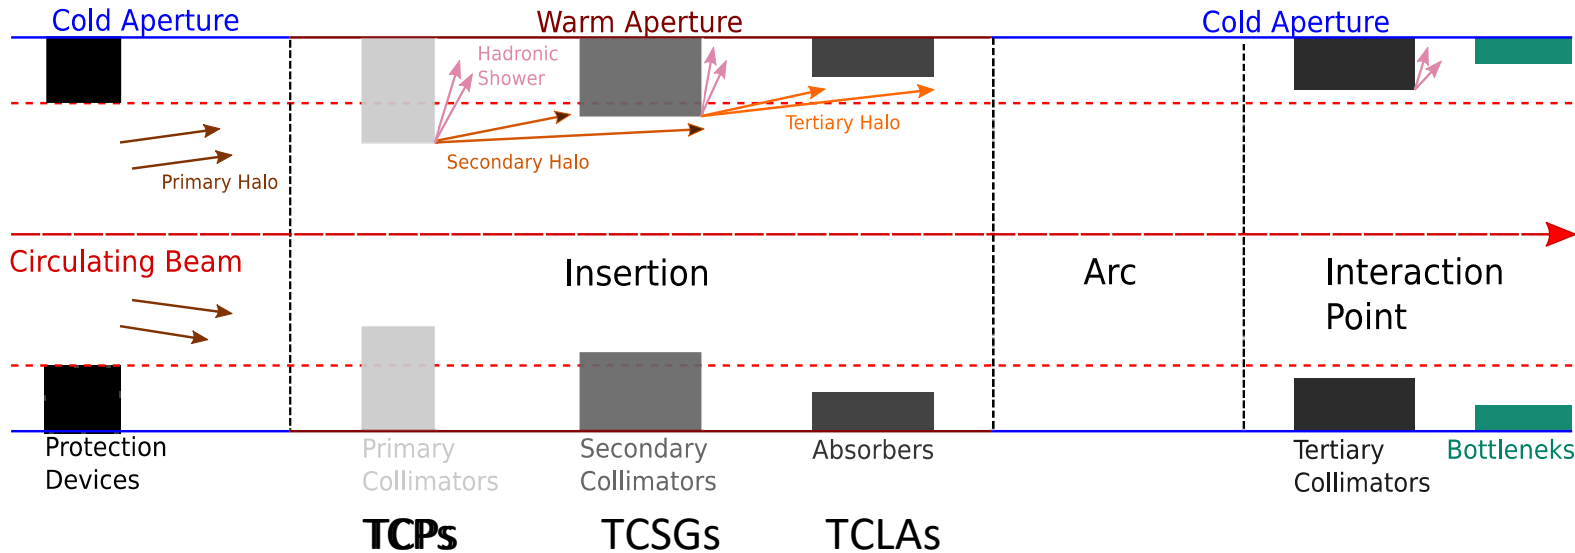 Cold Aperture
Warm Aperture
Cold Aperture
Hadronic
Shower
Tertiary Halo
Secondary Halo
Primary Halo
Circulating Beam
Insertion
Arc
Interaction
Point
Protection
Devices
Primary
Collimators
Secondary
Collimators
Absorbers
Tertiary
Collimators
Bottleneks
TCPs
TCSGs
TCLAs